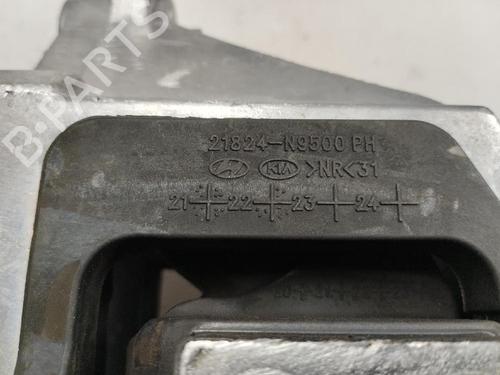 21824-N9500 PH
KIA >NR<31
21 22 23 24
B-PARTS